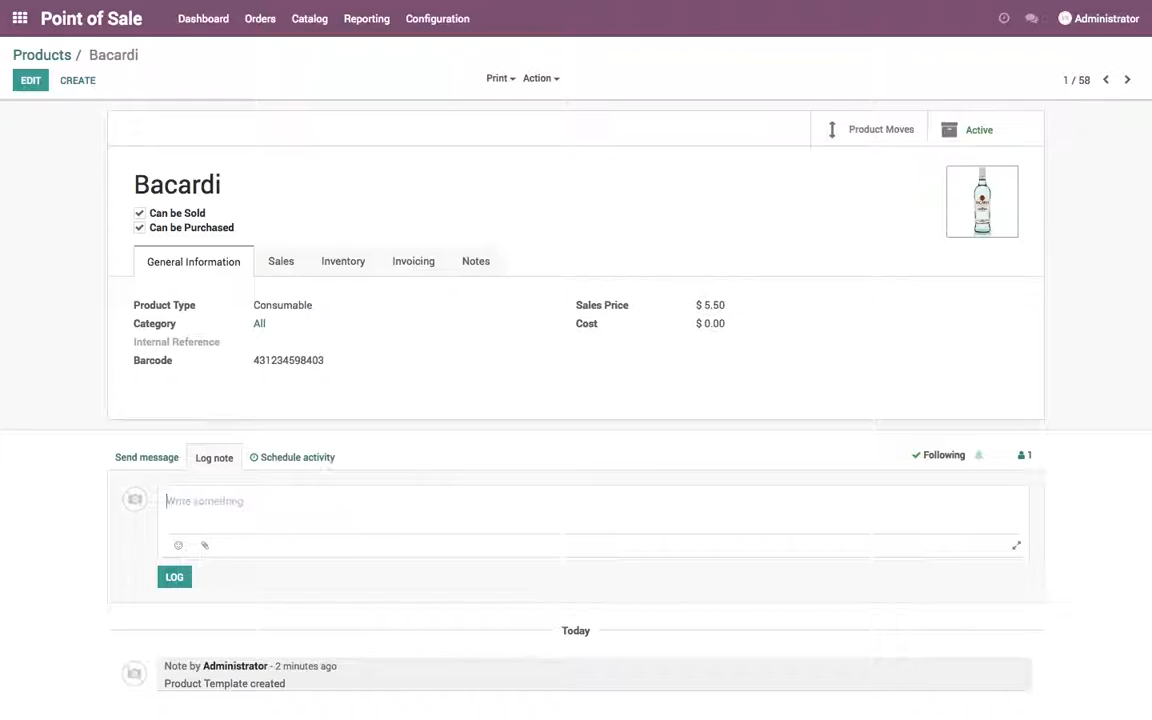 Point of Sale Dashboard Orders Catalog Reporting Configuration Administrator
Products / Bacardi
EDIT CREATE Print Action 1 / 58
Product Moves Active
Bacardi
Can be Sold
Can be Purchased
General Information Sales Inventory Invoicing Notes
Product Type Consumable Sales Price $ 5.50
Category All Cost $ 0.00
Internal Reference
Barcode 431234598403
Send message Log note Schedule activity Following 1
Write something
LOG
Today
Note by Administrator - 2 minutes ago
Product Template created